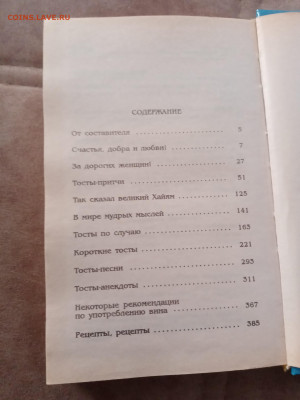 COINS.LAVE.RU
СОДЕРЖАНИЕ
От составителя 5
Счастья, добра и любви! 7
За дорогих женщин! 27
Тосты-притчи 51
Так сказал великий Хайям 125
В мире мудрых мыслей 141
Тосты по случаю 163
Короткие тосты 221
Тосты-песни 293
Тосты-анекдоты 311
Некоторые рекомендации
по употреблению вина 367
Рецепты, рецепты 385